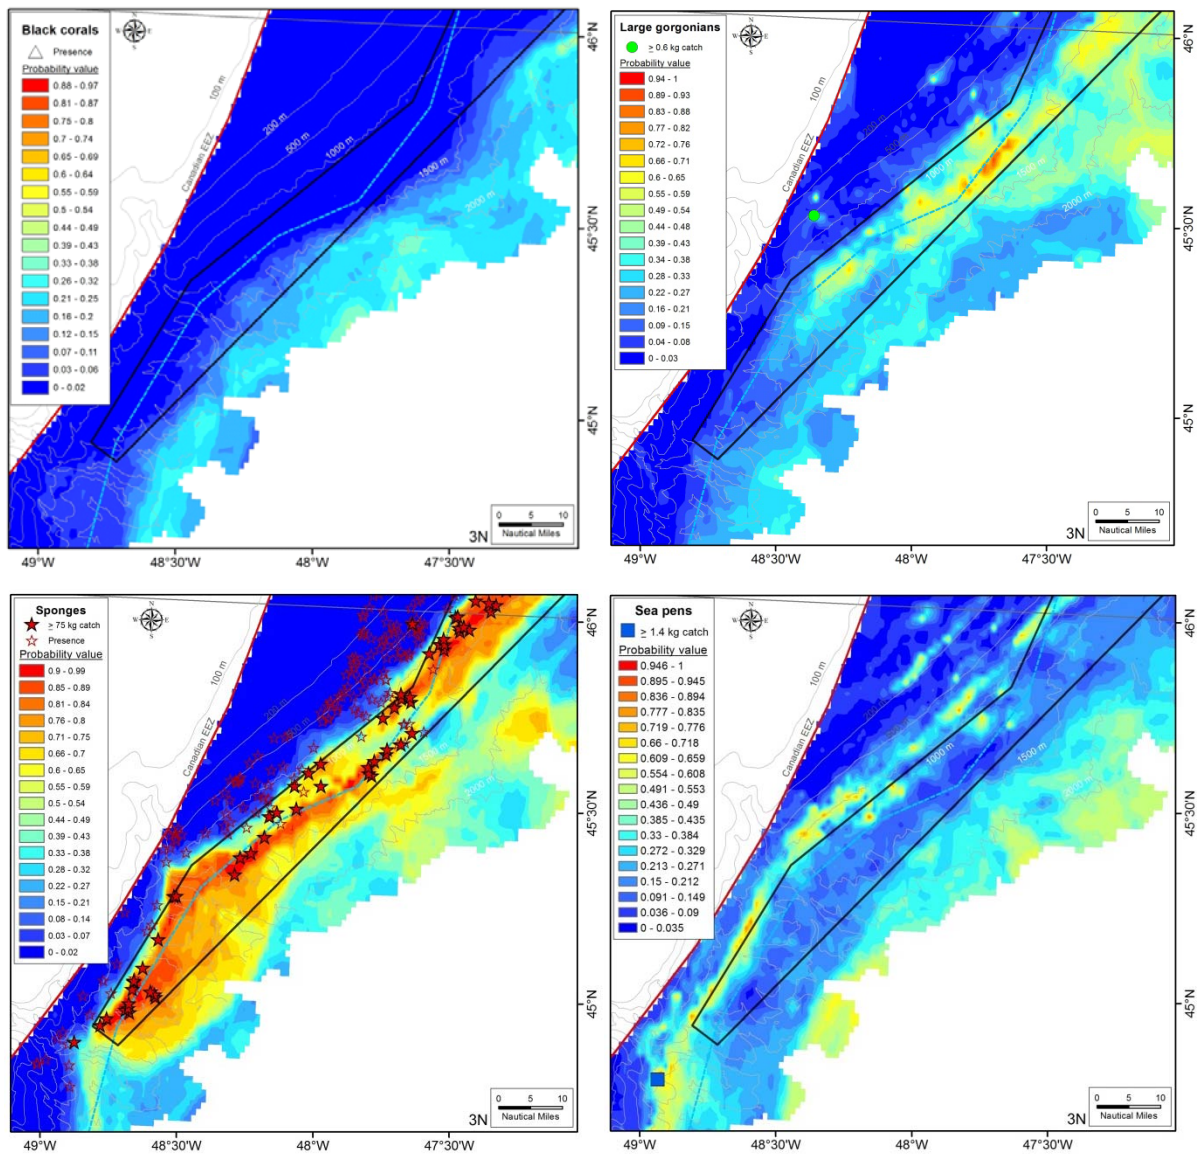 Black corals
Presence
Probability value
0.88 - 0.97
0.81 - 0.87
0.75 - 0.8
0.7 - 0.74
0.65 - 0.69
0.6 - 0.64
0.55 - 0.59
0.5 - 0.54
0.44 - 0.49
0.39 - 0.43
0.33 - 0.38
0.26 - 0.32
0.21 - 0.25
0.16 - 0.2
0.12 - 0.15
0.07 - 0.11
0.03 - 0.06
0 - 0.02
N
W E
S
100 m
Canadian EEZ
200 m
500 m
1000 m
1500 m
2000 m
46°N
45°30'N
45°N
0 5 10
Nautical Miles
3N
49°W
48°30'W
48°W
47°30'W
Large gorgonians
≥ 0.6 kg catch
Probability value
0.94 - 1
0.89 - 0.93
0.83 - 0.88
0.77 - 0.82
0.72 - 0.76
0.66 - 0.71
0.6 - 0.65
0.55 - 0.59
0.49 - 0.54
0.44 - 0.48
0.39 - 0.43
0.34 - 0.38
0.28 - 0.33
0.22 - 0.27
0.16 - 0.21
0.09 - 0.15
0.04 - 0.08
0 - 0.03
N
W E
S
100 m
Canadian EEZ
200 m
500 m
1000 m
1500 m
2000 m
46°N
45°30'N
45°N
0 5 10
Nautical Miles
3N
49°W
48°30'W
48°W
47°30'W
Sponges
≥ 75 kg catch
Presence
Probability value
0.9 - 0.99
0.85 - 0.89
0.81 - 0.84
0.76 - 0.8
0.71 - 0.75
0.66 - 0.7
0.6 - 0.65
0.55 - 0.59
0.5 - 0.54
0.44 - 0.49
0.39 - 0.43
0.33 - 0.38
0.28 - 0.32
0.22 - 0.27
0.15 - 0.21
0.08 - 0.14
0.03 - 0.07
0 - 0.02
N
W E
S
100 m
Canadian EEZ
200 m
2000 m
46°N
45°30'N
45°N
0 5 10
Nautical Miles
3N
49°W
48°30'W
48°W
47°30'W
Sea pens
≥ 1.4 kg catch
Probability value
0.946 - 1
0.895 - 0.945
0.836 - 0.894
0.777 - 0.835
0.719 - 0.776
0.66 - 0.718
0.609 - 0.659
0.554 - 0.608
0.491 - 0.553
0.436 - 0.49
0.385 - 0.435
0.33 - 0.384
0.272 - 0.329
0.213 - 0.271
0.15 - 0.212
0.091 - 0.149
0.036 - 0.09
0 - 0.035
N
W E
S
100 m
Canadian EEZ
200 m
1000 m
1500 m
2000 m
46°N
45°30'N
45°N
0 5 10
Nautical Miles
3N
49°W
48°30'W
48°W
47°30'W